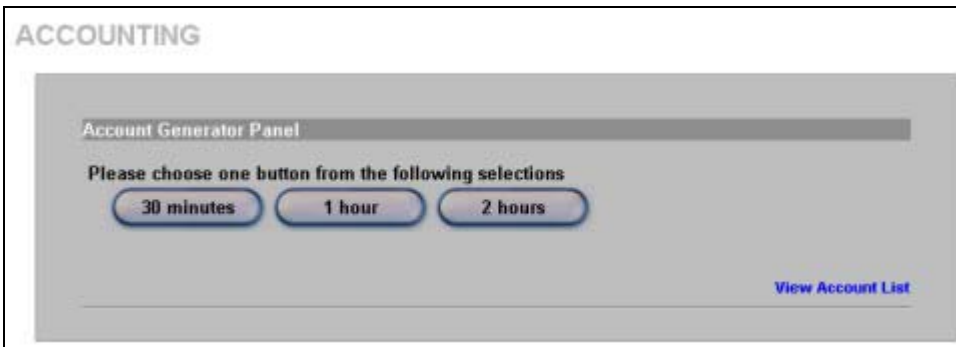 ACCOUNTING
Account Generator Panel
Please choose one button from the following selections
30 minutes 1 hour 2 hours
View Account List